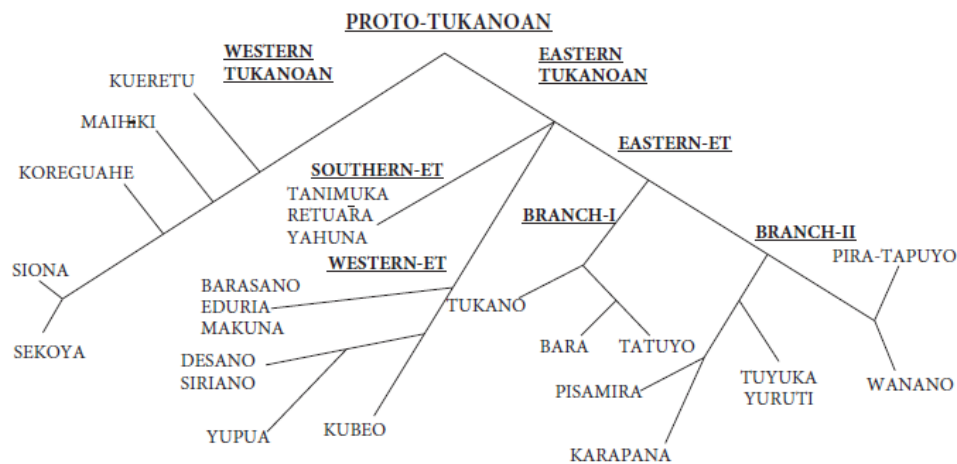 PROTO-TUKANOAN
WESTERN
TUKANOAN
EASTERN
TUKANOAN
KUERETU
MAIHɨKI
KOREGUAHE
EASTERN-ET
SOUTHERN-ET
TANIMUKA
RETUARÃ
YAHUNA
BRANCH-I
BRANCH-II
PIRA-TAPUYO
WESTERN-ET
SIONA
BARASANO
EDURIA
MAKUNA
TUKANO
SEKOYA
DESANO
SIRIANO
BARA
TATUYO
PISAMIRA
TUYUKA
YURUTI
WANANO
YUPUA
KUBEO
KARAPANA